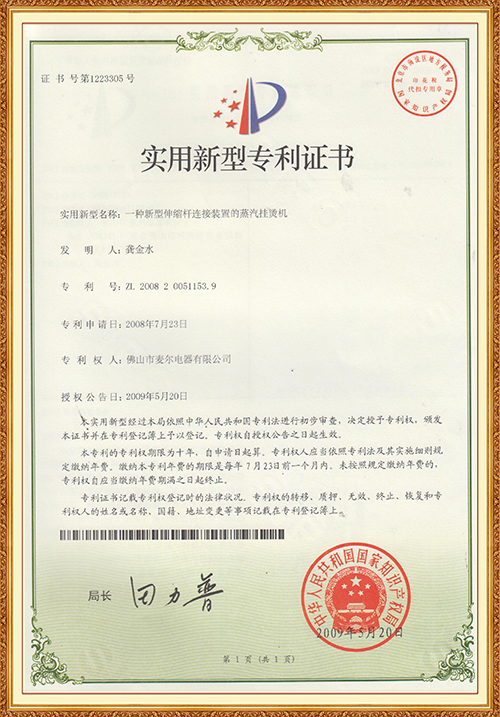 证 书 号 第1223305 号
印 花 税
代扣专用章
国家知识产权局
实用新型专利证书
实用新型名称：一种新型伸缩杆连接装置的蒸汽挂烫机
发 明 人：龚金水
专 利 号：ZL 2008 2 0051153.9
专利申请日：2008年7月23日
专 利 权 人：佛山市麦尔电器有限公司
授权公告日：2009年5月20日
本实用新型经过本局依照中华人民共和国专利法进行初步审查，决定授予专利权，颁发
本证书并在专利登记簿上予以登记。专利权自授权公告之日起生效。
本专利的专利权期限为十年，自申请日起算。专利权人应当依照专利法及其实施细则规
定缴纳年费。缴纳本专利年费的期限是每年 7 月 23 日前一个月内。未按照规定缴纳年费的，
专利权自应当缴纳年费期满之日起终止。
专利证书记载专利权登记时的法律状况。专利权的转移、质押、无效、终止、恢复和专
利权人的姓名或名称、国籍、地址变更等事项记载在专利登记簿上。
局长 田力普
中华人民共和国国家知识产权局
2009年5月20日
第 1 页 (共 1 页)